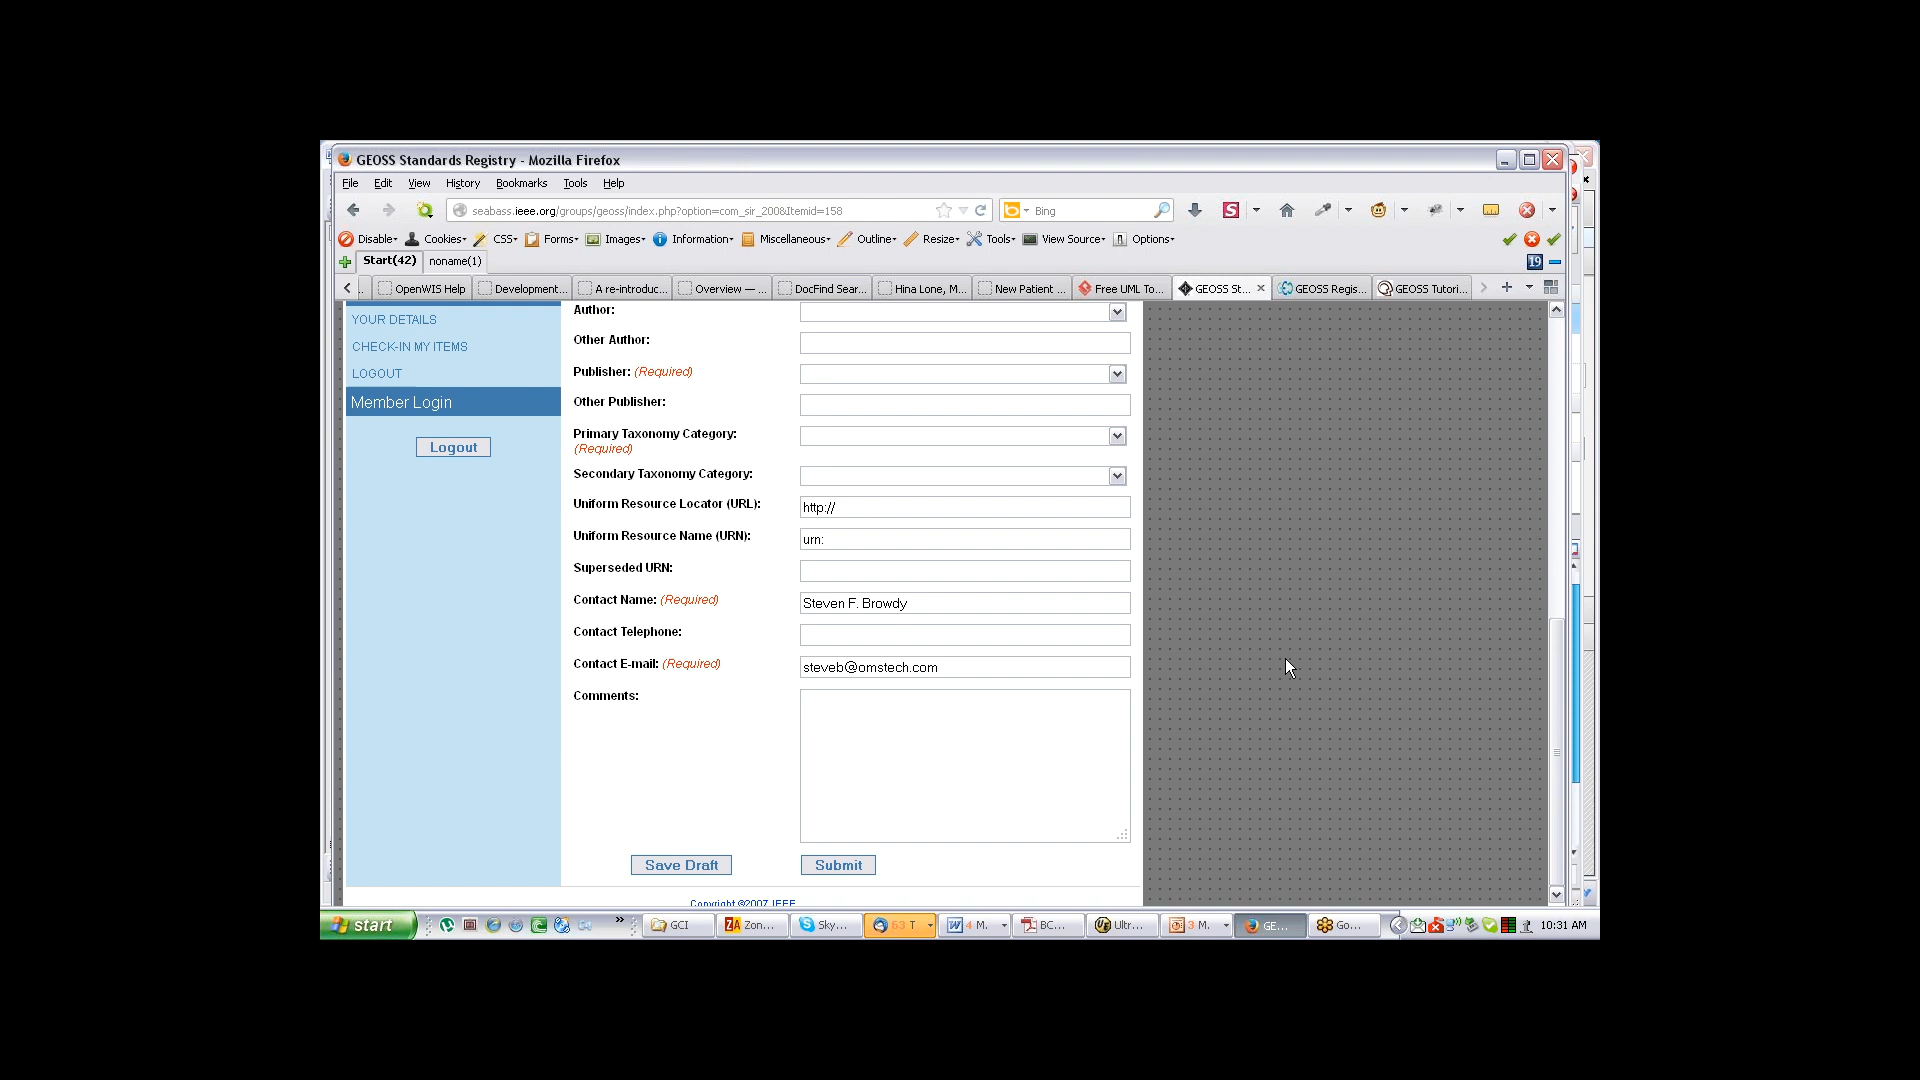 GEOSS Standards Registry - Mozilla Firefox
File Edit View History Bookmarks Tools Help
seabass.ieee.org/groups/geoss/index.php?option=com_sir_200&Itemid=158 Bing
Disable Cookies CSS Forms Images Information Miscellaneous Outline Resize Tools View Source Options
Start(42) noname(1) 19
OpenWIS Help Development... A re-introduc... Overview — ... DocFind Sear... Hina Lone, M... New Patient ... Free UML To... GEOSS St... GEOSS Regis... GEOSS Tutori...
Author:
YOUR DETAILS
Other Author:
CHECK-IN MY ITEMS
Publisher: (Required)
LOGOUT
Member Login
Other Publisher:
Primary Taxonomy Category:
(Required)
Logout
Secondary Taxonomy Category:
Uniform Resource Locator (URL): http://
Uniform Resource Name (URN): urn:
Superseded URN:
Contact Name: (Required) Steven F. Browdy
Contact Telephone:
Contact E-mail: (Required) steveb@omstech.com
Comments:
Save Draft Submit
Copyright ©2007 IEEE
start GCI Zon... Sky... 63 T 4 M. BC... Ultr... 3 M. GE... Go... 10:31 AM